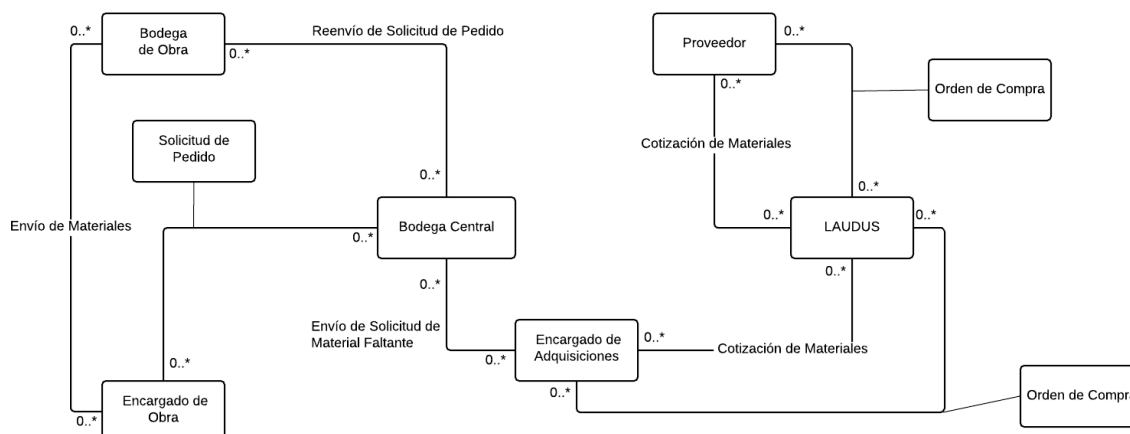 0..*
Bodega
de Obra
0..*
Reenvío de Solicitud de Pedido
Proveedor
0..*
0..*
Orden de Compra
Solicitud de
Pedido
Cotización de Materiales
Envío de Materiales
0..*
0..*
Bodega Central
0..*
0..*
LAUDUS
0..*
0..*
0..*
Envío de Solicitud de
Material Faltante
0..*
Encargado de
Adquisiciones
0..*
Cotización de Materiales
0..*
0..*
Encargado de
Obra
0..*
Orden de Compra